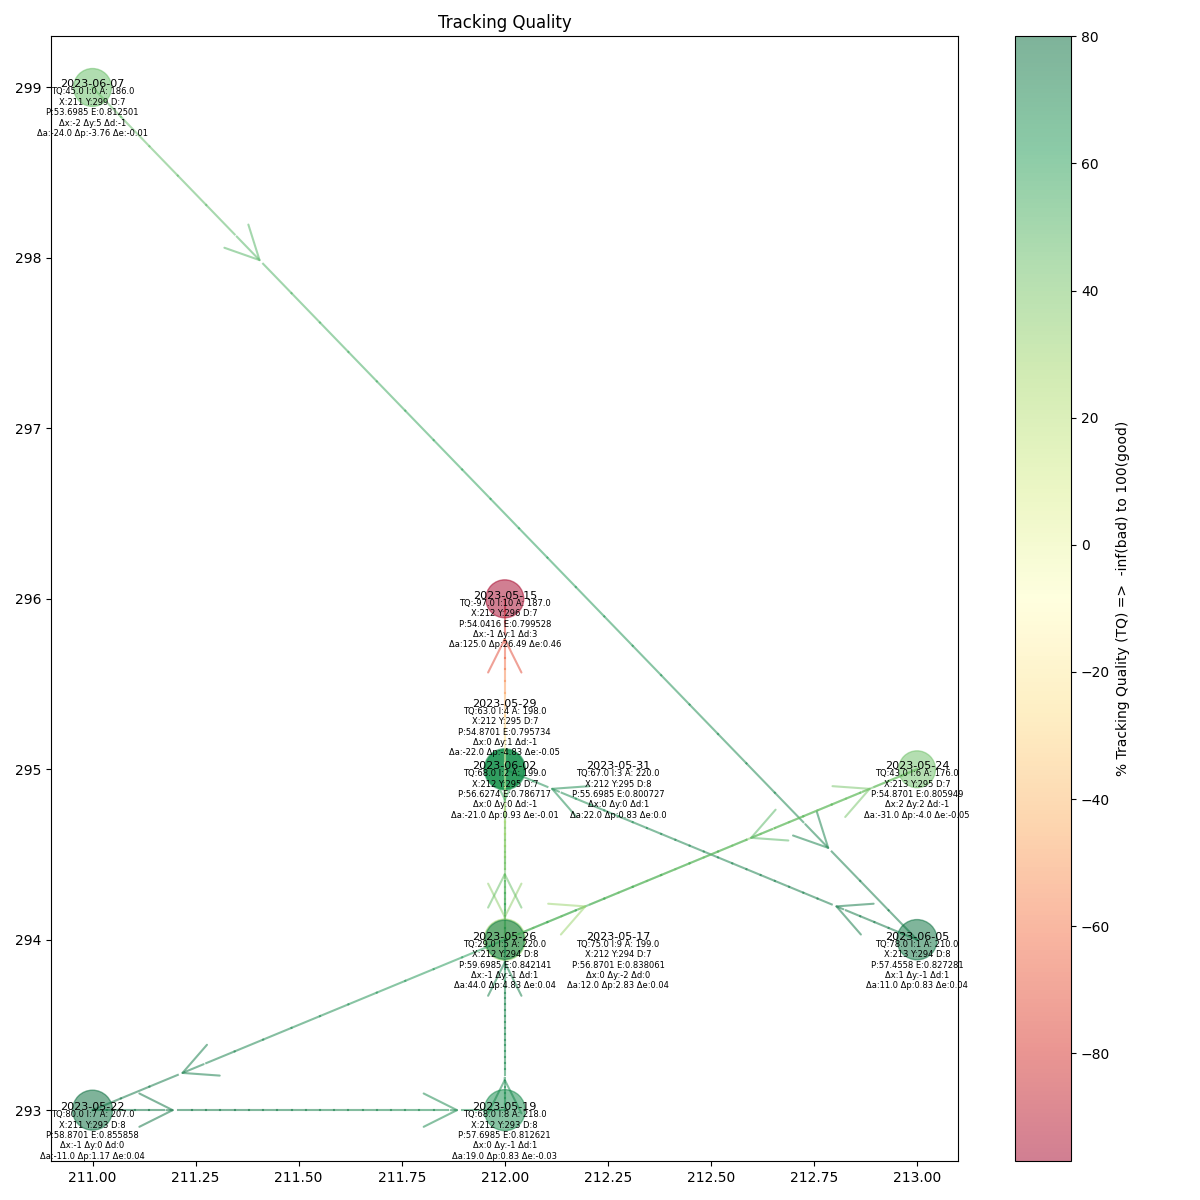 Tracking Quality
299
298
297
296
295
294
293
2023-06-07
TQ:45.0 I:0 A: 186.0
X:211 Y:299 D:7
P:53.6985 E:0.812501
Δx:-2 Δy:5 Δd:-1
Δa:-24.0 Δp:-3.76 Δe:-0.01
2023-05-15
TQ:-97.0 I:10 A: 187.0
X:212 Y:296 D:7
P:54.0416 E:0.799528
Δx:-1 Δy:1 Δd:3
Δa:125.0 Δp:26.49 Δe:0.46
2023-05-29
TQ:63.0 I:4 A: 198.0
X:212 Y:295 D:7
P:54.8701 E:0.795734
Δx:0 Δy:1 Δd:-1
Δa:-22.0 Δp:-4.83 Δe:-0.05
2023-06-02
TQ:68.0 I:2 A: 199.0
X:212 Y:295 D:7
P:56.6274 E:0.786717
Δx:0 Δy:0 Δd:-1
Δa:-21.0 Δp:0.93 Δe:-0.01
2023-05-31
TQ:67.0 I:3 A: 220.0
X:212 Y:295 D:8
P:55.6985 E:0.800727
Δx:0 Δy:0 Δd:1
Δa:22.0 Δp:0.83 Δe:0.0
2023-05-24
TQ:43.0 I:6 A: 176.0
X:213 Y:295 D:7
P:54.8701 E:0.805949
Δx:2 Δy:2 Δd:-1
Δa:-31.0 Δp:-4.0 Δe:-0.05
2023-05-26
TQ:29.0 I:5 A: 220.0
X:212 Y:294 D:8
P:59.6985 E:0.842141
Δx:-1 Δy:-1 Δd:1
Δa:44.0 Δp:4.83 Δe:0.04
2023-05-17
TQ:75.0 I:9 A: 199.0
X:212 Y:294 D:7
P:56.8701 E:0.838061
Δx:0 Δy:-2 Δd:0
Δa:12.0 Δp:2.83 Δe:0.04
2023-06-05
TQ:78.0 I:1 A: 210.0
X:213 Y:294 D:8
P:57.4558 E:0.827281
Δx:1 Δy:-1 Δd:1
Δa:11.0 Δp:0.83 Δe:0.04
2023-05-22
TQ:80.0 I:7 A: 207.0
X:211 Y:293 D:8
P:58.8701 E:0.855858
Δx:-1 Δy:0 Δd:0
Δa:-11.0 Δp:1.17 Δe:0.04
2023-05-19
TQ:68.0 I:8 A: 218.0
X:212 Y:293 D:8
P:57.6985 E:0.812621
Δx:0 Δy:-1 Δd:1
Δa:19.0 Δp:0.83 Δe:-0.03
211.00 211.25 211.50 211.75 212.00 212.25 212.50 212.75 213.00
80
60
40
20
0
−20
−40
−60
−80
% Tracking Quality (TQ) =>  -inf(bad) to 100(good)